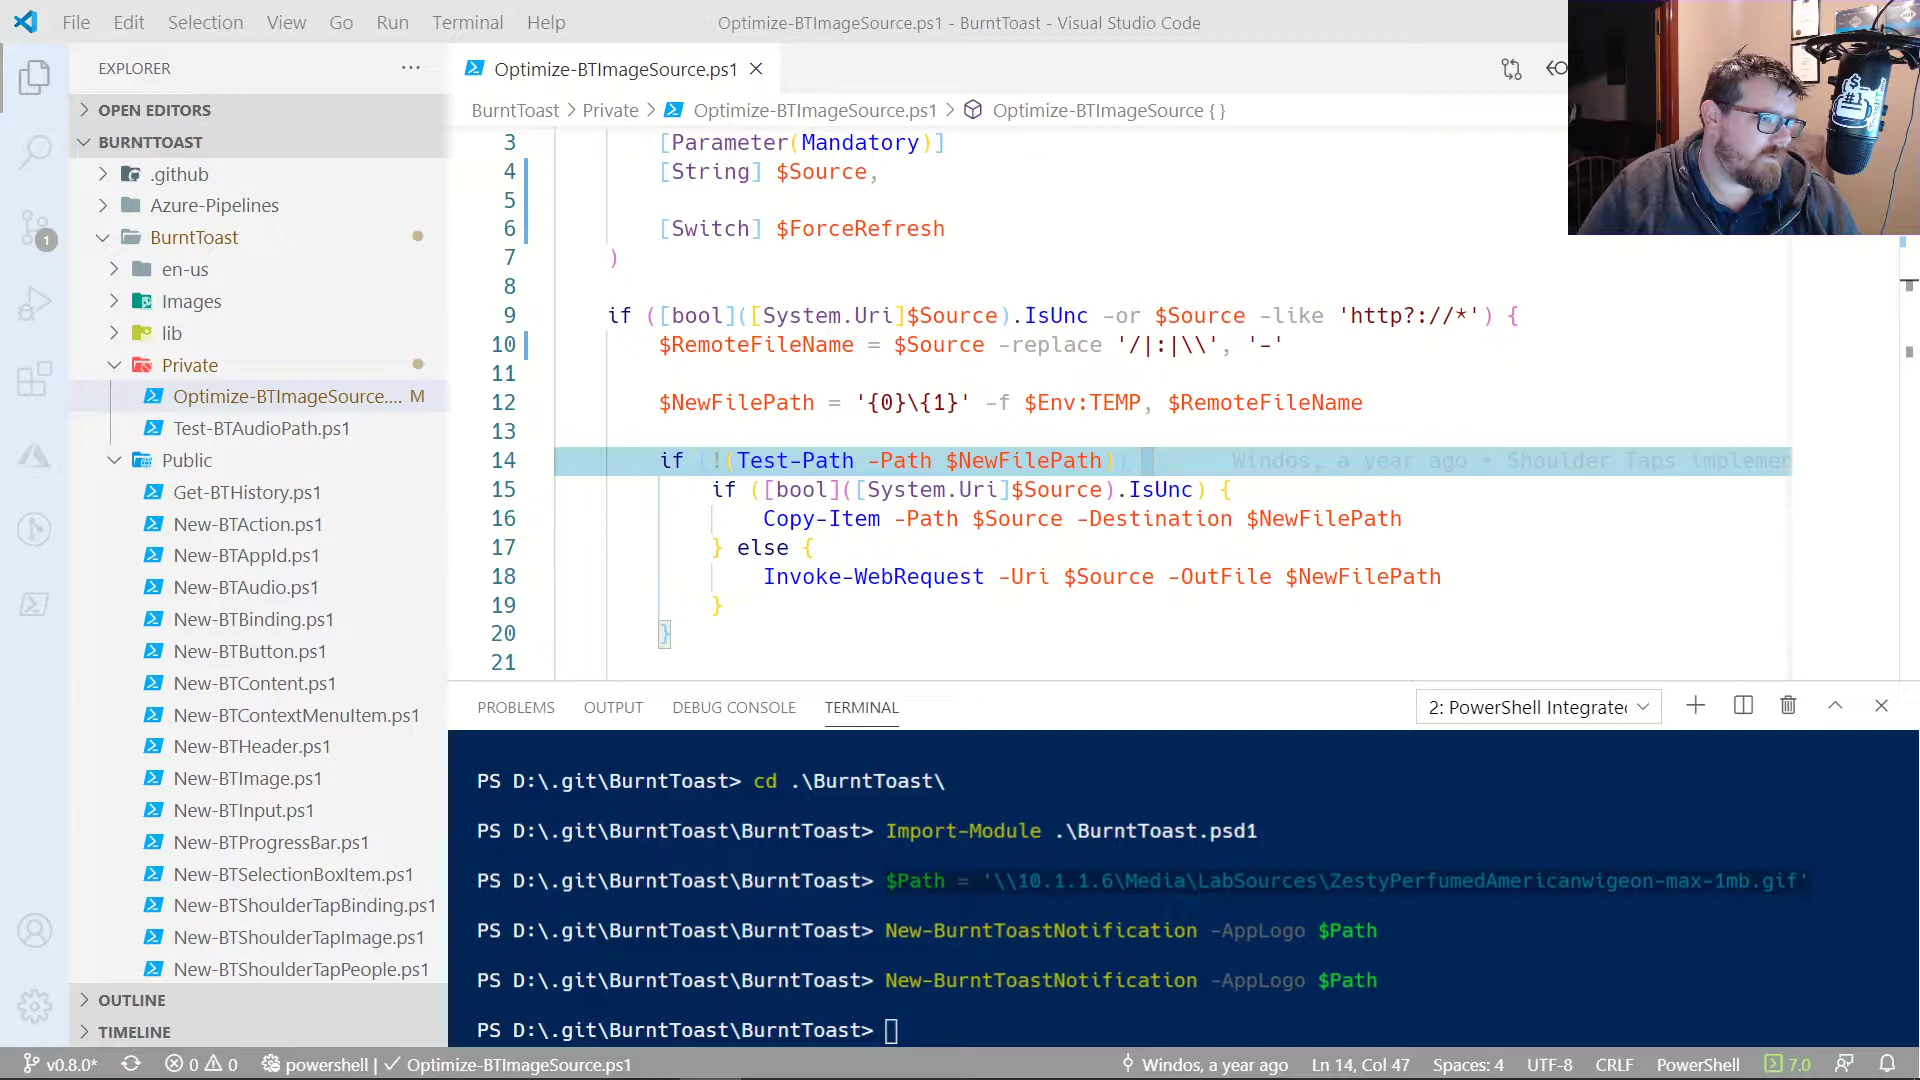 File Edit Selection View Go Run Terminal Help
Optimize-BTImageSource.ps1 - BurntToast - Visual Studio Code
EXPLORER
OPEN EDITORS
BURNTTOAST
.github
Azure-Pipelines
BurntToast
en-us
Images
lib
Private
Optimize-BTImageSource.... M
Test-BTAudioPath.ps1
Public
Get-BTHistory.ps1
New-BTAction.ps1
New-BTAppId.ps1
New-BTAudio.ps1
New-BTBinding.ps1
New-BTButton.ps1
New-BTContent.ps1
New-BTContextMenuItem.ps1
New-BTHeader.ps1
New-BTImage.ps1
New-BTInput.ps1
New-BTProgressBar.ps1
New-BTSelectionBoxItem.ps1
New-BTShoulderTapBinding.ps1
New-BTShoulderTapImage.ps1
New-BTShoulderTapPeople.ps1
OUTLINE
TIMELINE
1
Optimize-BTImageSource.ps1
BurntToast > Private > Optimize-BTImageSource.ps1 > Optimize-BTImageSource { }
3 [Parameter(Mandatory)]
4 [String] $Source,
5
6 [Switch] $ForceRefresh
7 )
8
9 if ([bool]([System.Uri]$Source).IsUnc -or $Source -like 'http?://*') {
10 $RemoteFileName = $Source -replace '/|:|\\', '-'
11
12 $NewFilePath = '{0}\{1}' -f $Env:TEMP, $RemoteFileName
13
14 if (!(Test-Path -Path $NewFilePath)) Windos, a year ago • Shoulder Taps implemen
15 if ([bool]([System.Uri]$Source).IsUnc) {
16 Copy-Item -Path $Source -Destination $NewFilePath
17 } else {
18 Invoke-WebRequest -Uri $Source -OutFile $NewFilePath
19 }
20 }
21
PROBLEMS OUTPUT DEBUG CONSOLE TERMINAL
2: PowerShell Integrate
PS D:\.git\BurntToast> cd .\BurntToast\
PS D:\.git\BurntToast\BurntToast> Import-Module .\BurntToast.psd1
PS D:\.git\BurntToast\BurntToast> $Path = '\\10.1.1.6\Media\LabSources\ZestyPerfumedAmericanwigeon-max-1mb.gif'
PS D:\.git\BurntToast\BurntToast> New-BurntToastNotification -AppLogo $Path
PS D:\.git\BurntToast\BurntToast> New-BurntToastNotification -AppLogo $Path
PS D:\.git\BurntToast\BurntToast>
v0.8.0* 0 0 powershell | Optimize-BTImageSource.ps1
Windos, a year ago Ln 14, Col 47 Spaces: 4 UTF-8 CRLF PowerShell 7.0
$
#1